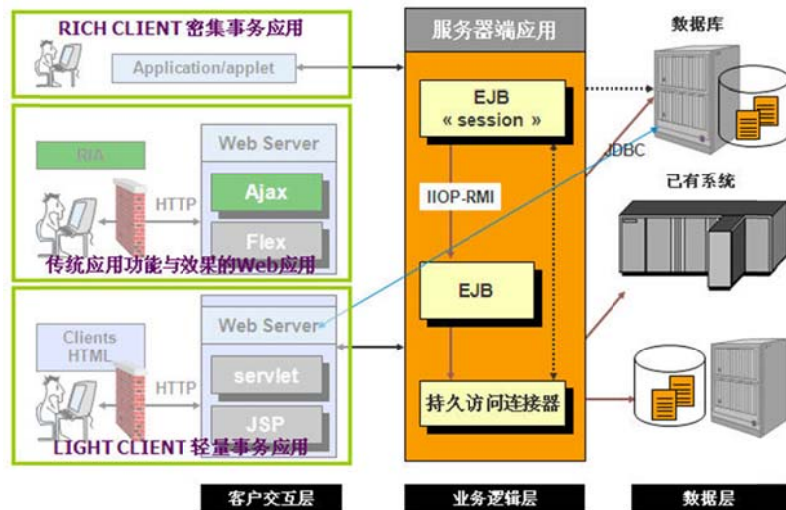 RICH CLIENT 密集事务应用
Application/applet
RIA
HTTP
Web Server
Ajax
Flex
传统应用功能与效果的Web应用
Clients
HTML
HTTP
Web Server
servlet
JSP
LIGHT CLIENT 轻量事务应用
客户交互层
服务器端应用
EJB
« session »
IIOP-RMI
EJB
持久访问连接器
业务逻辑层
数据库
JDBC
已有系统
数据层